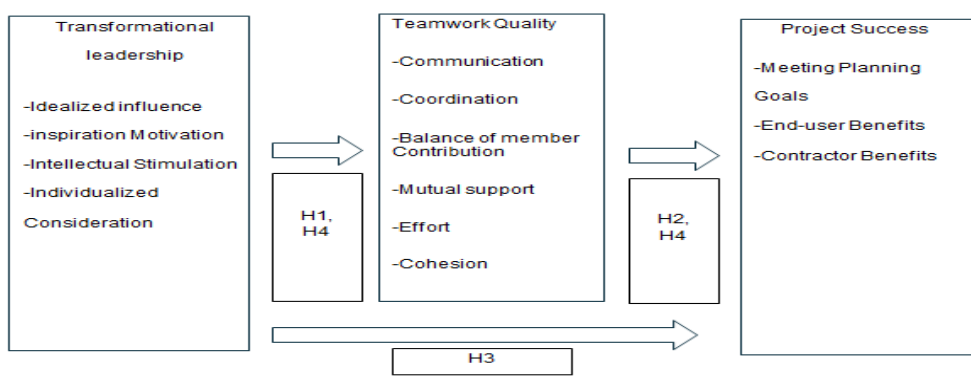 Transformational
leadership
-Idealized influence
-inspiration Motivation
-Intellectual Stimulation
-Individualized
Consideration
H1,
H4
Teamwork Quality
-Communication
-Coordination
-Balance of member
Contribution
-Mutual support
-Effort
-Cohesion
H2,
H4
Project Success
-Meeting Planning
Goals
-End-user Benefits
-Contractor Benefits
H3